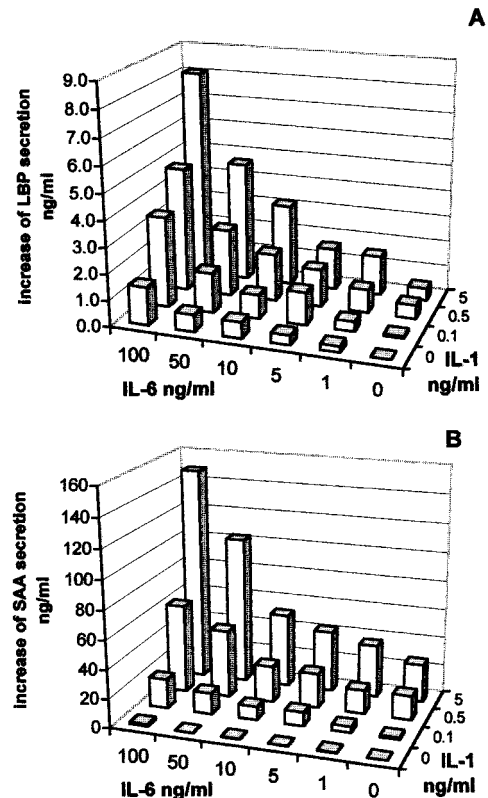 A
increase of LBP secretion
ng/ml
9.0
8.0
7.0
6.0
5.0
4.0
3.0
2.0
1.0
0.0
100 50 10 5 1 0
IL-6 ng/ml
5
0.5
0.1
0
IL-1
ng/ml
B
increase of SAA secretion
ng/ml
160
140
120
100
80
60
40
20
0
100 50 10 5 1 0
IL-6 ng/ml
5
0.5
0.1
0
IL-1
ng/ml